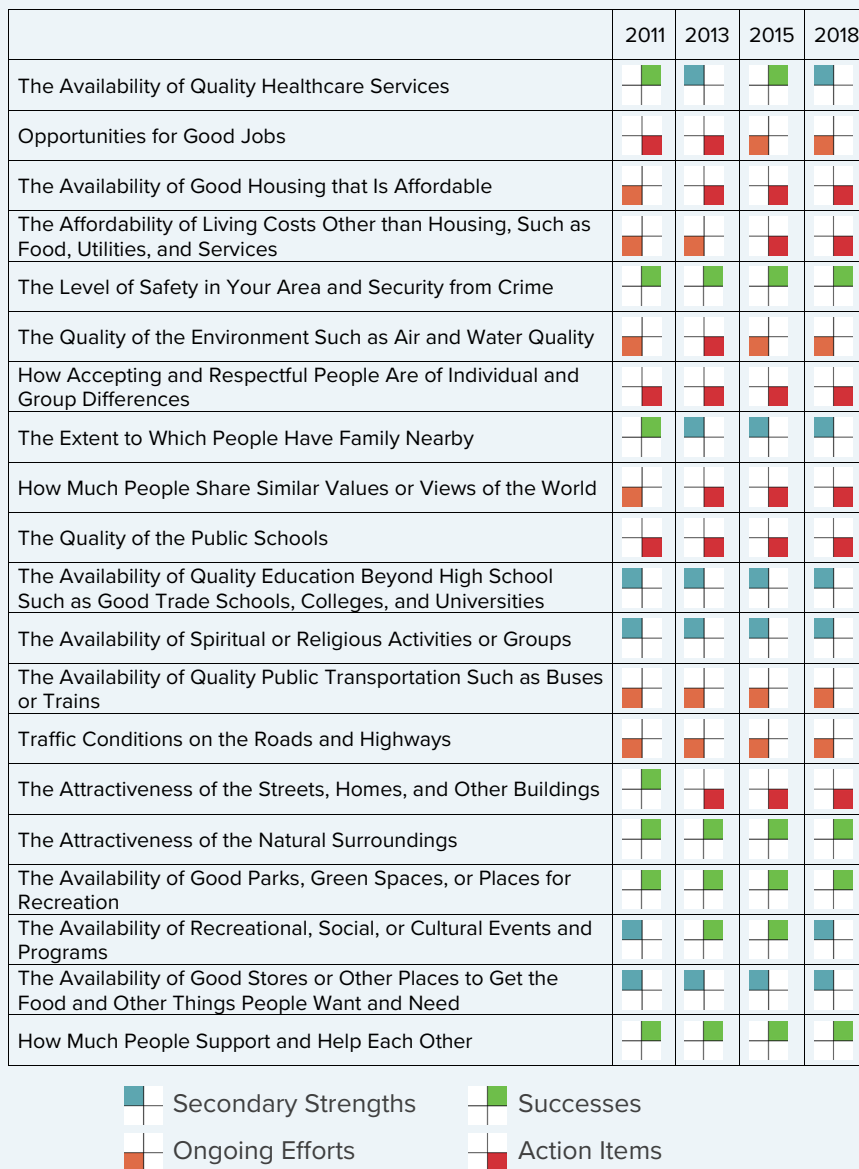 2011 2013 2015 2018
The Availability of Quality Healthcare Services
Opportunities for Good Jobs
The Availability of Good Housing that Is Affordable
The Affordability of Living Costs Other than Housing, Such as
Food, Utilities, and Services
The Level of Safety in Your Area and Security from Crime
The Quality of the Environment Such as Air and Water Quality
How Accepting and Respectful People Are of Individual and
Group Differences
The Extent to Which People Have Family Nearby
How Much People Share Similar Values or Views of the World
The Quality of the Public Schools
The Availability of Quality Education Beyond High School
Such as Good Trade Schools, Colleges, and Universities
The Availability of Spiritual or Religious Activities or Groups
The Availability of Quality Public Transportation Such as Buses
or Trains
Traffic Conditions on the Roads and Highways
The Attractiveness of the Streets, Homes, and Other Buildings
The Attractiveness of the Natural Surroundings
The Availability of Good Parks, Green Spaces, or Places for
Recreation
The Availability of Recreational, Social, or Cultural Events and
Programs
The Availability of Good Stores or Other Places to Get the
Food and Other Things People Want and Need
How Much People Support and Help Each Other
Secondary Strengths Successes
Ongoing Efforts Action Items